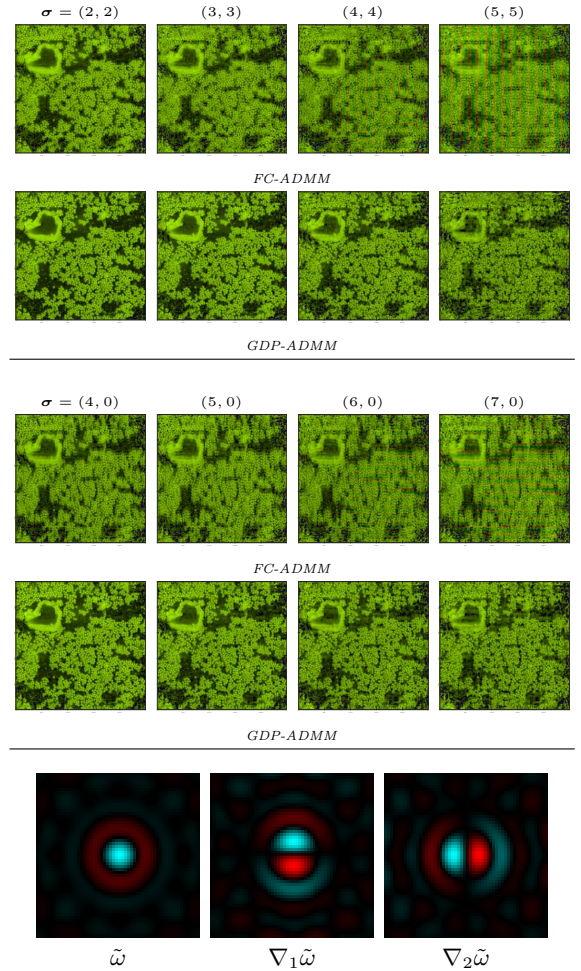 σ = (2, 2) (3, 3) (4, 4) (5, 5)
FC-ADMM
GDP-ADMM
σ = (4, 0) (5, 0) (6, 0) (7, 0)
FC-ADMM
GDP-ADMM
ω̃ ∇₁ω̃ ∇₂ω̃